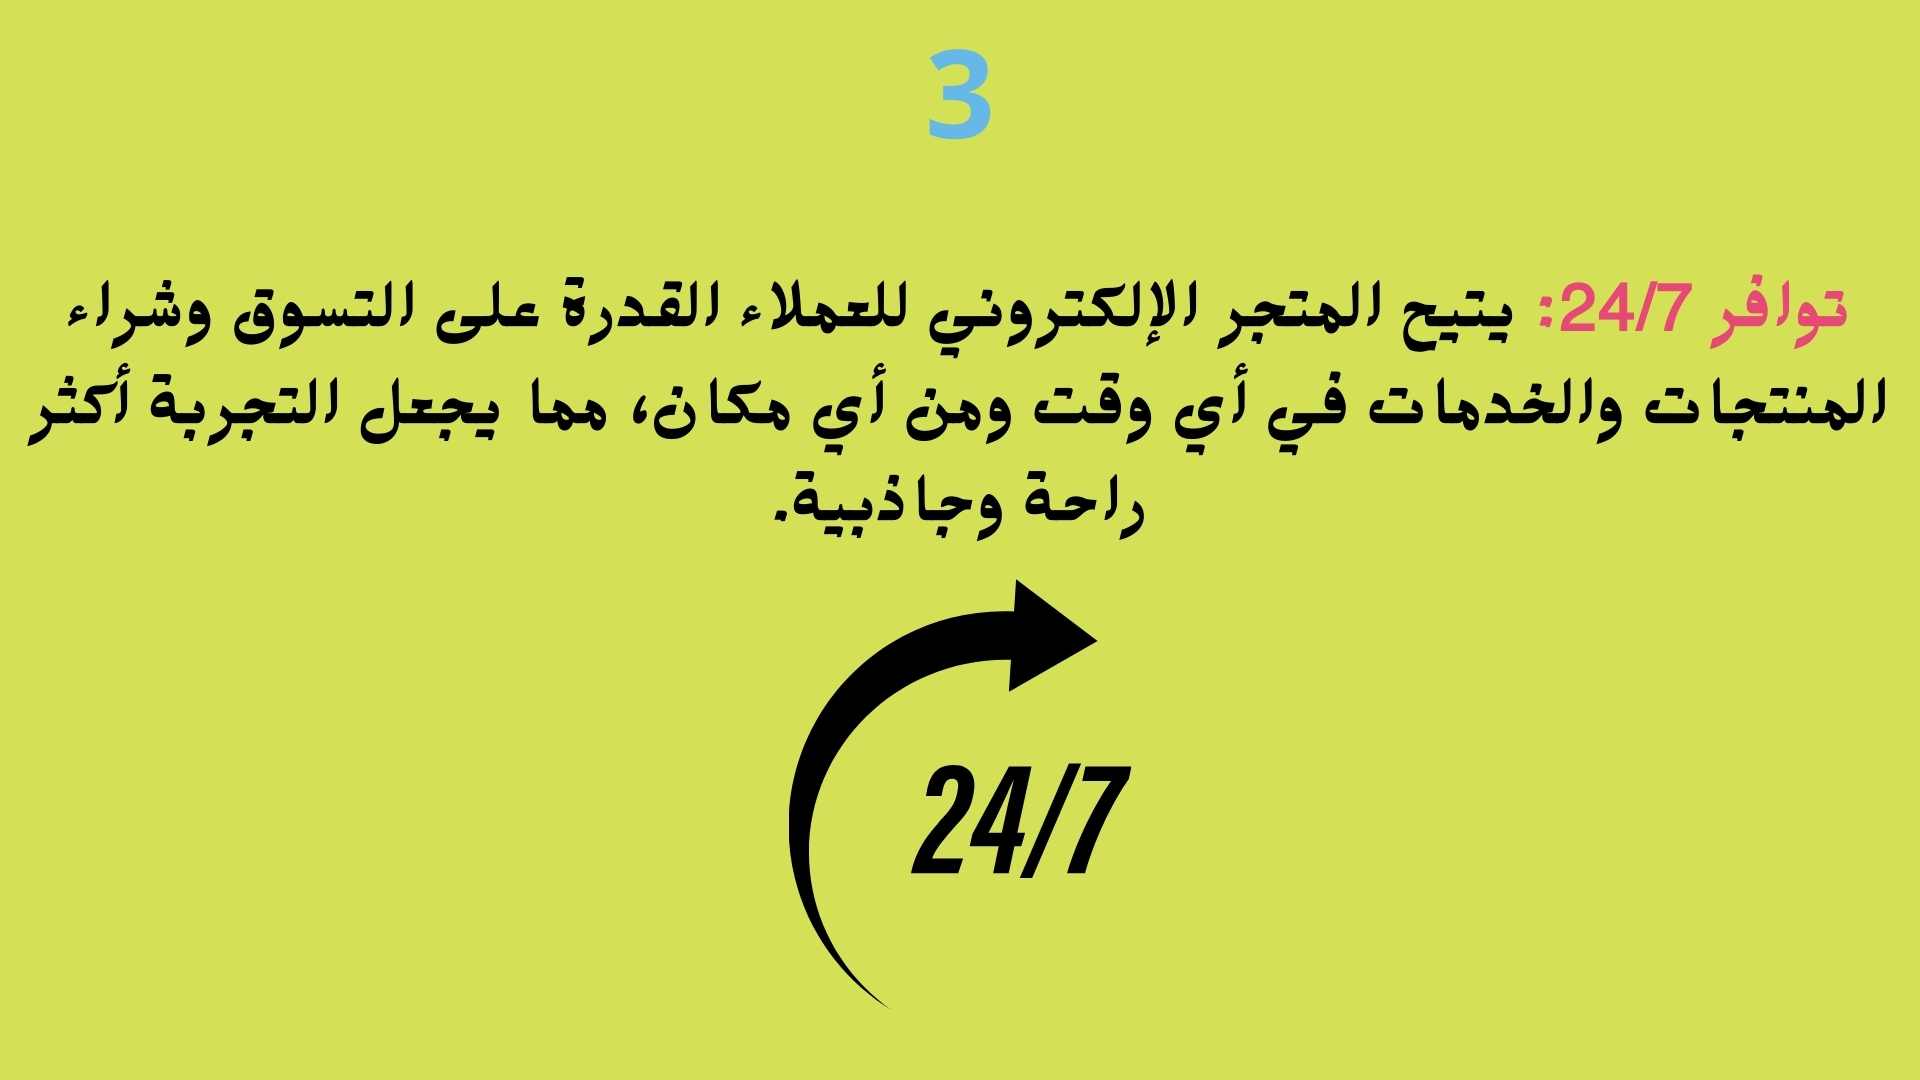 3
توافر 24/7: يتيح المتجر الإلكتروني للعملاء القدرة على التسوق وشراء
المنتجات والخدمات في أي وقت ومن أي مكان، مما يجعل التجربة أكثر
راحة وجاذبية.
24/7